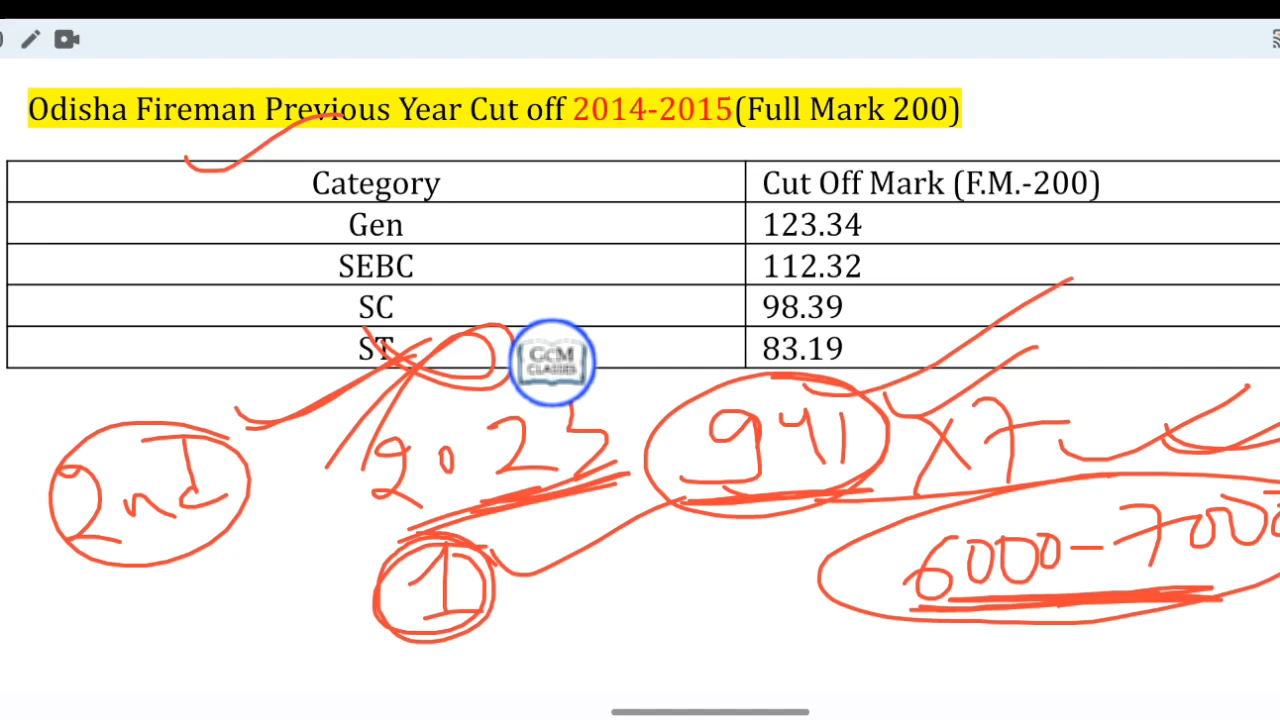 Odisha Fireman Previous Year Cut off 2014-2015(Full Mark 200)
Category Cut Off Mark (F.M.-200)
Gen 123.34
SEBC 112.32
SC 98.39
ST 83.19
GCM
CLASSES
2nd 2023 941 x7
1 6000-7000